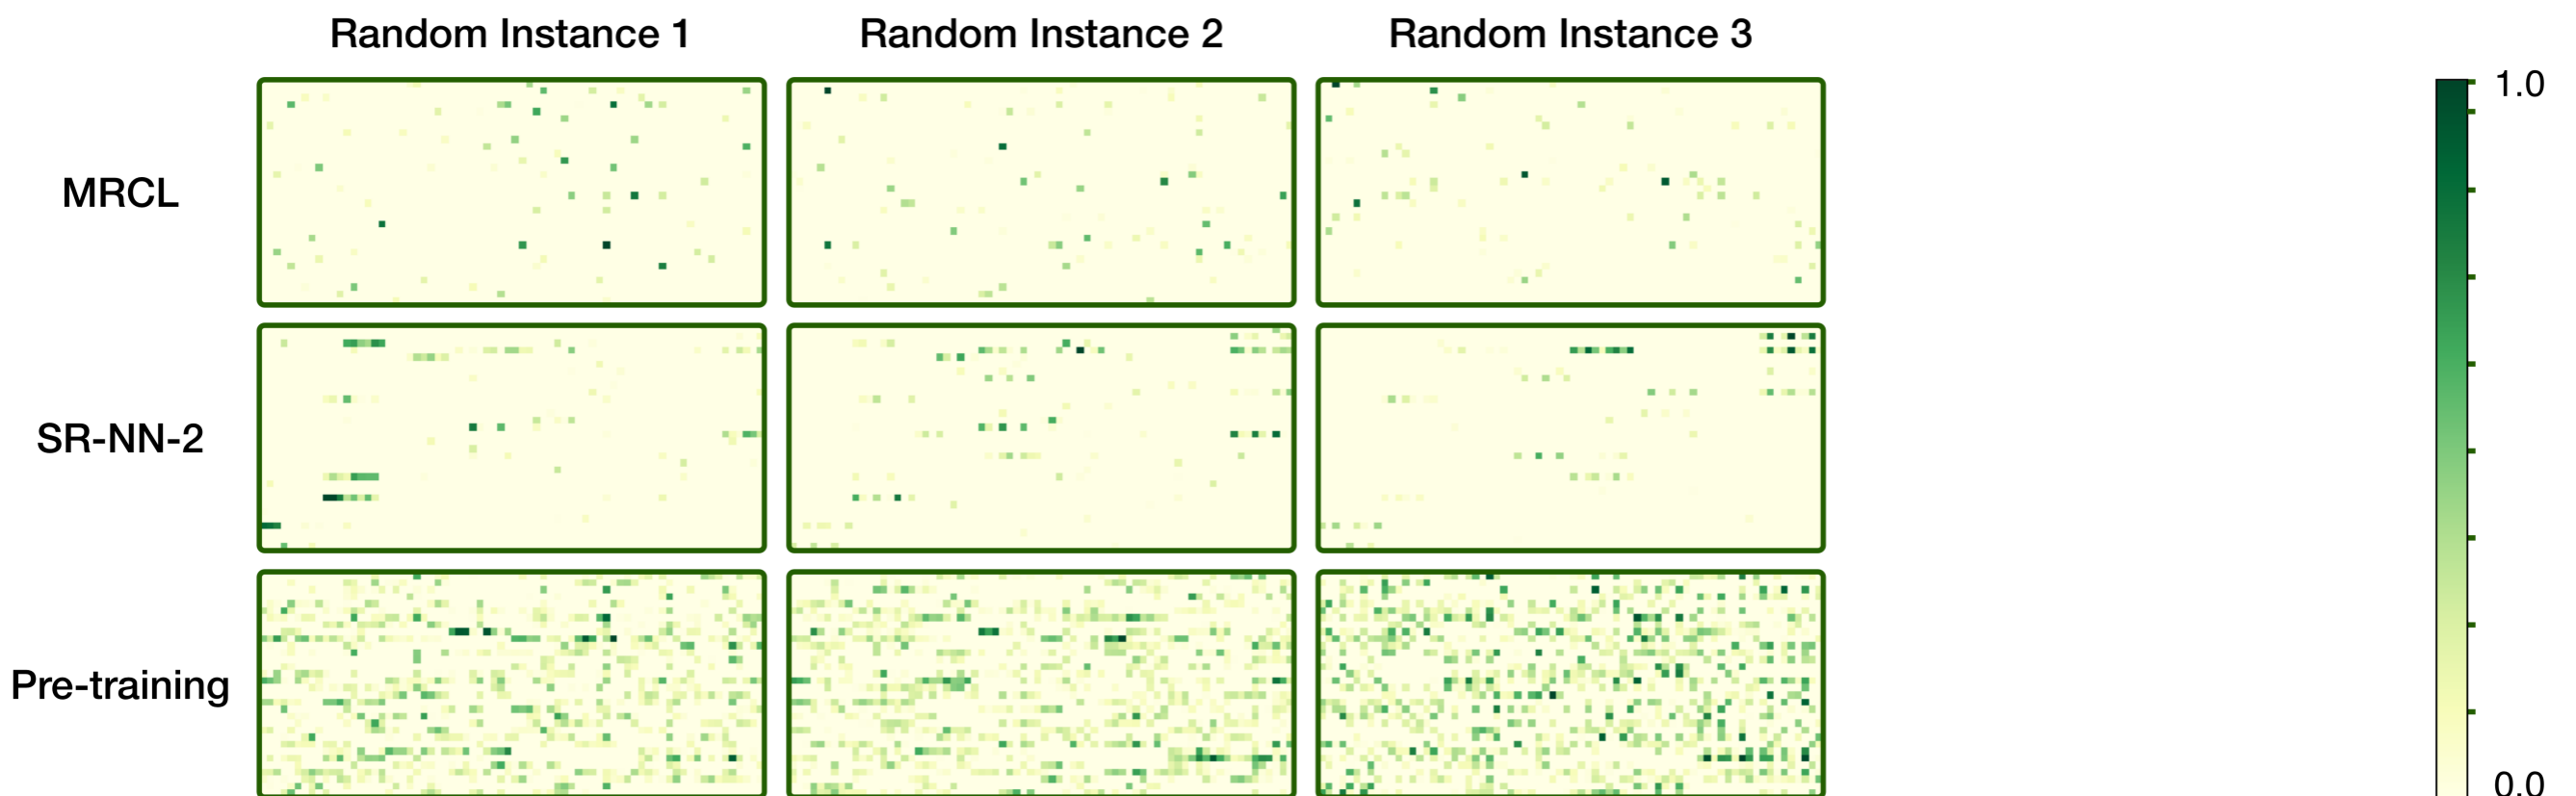 Random Instance 1 Random Instance 2 Random Instance 3
1.0
MRCL
SR-NN-2
Pre-training
0.0